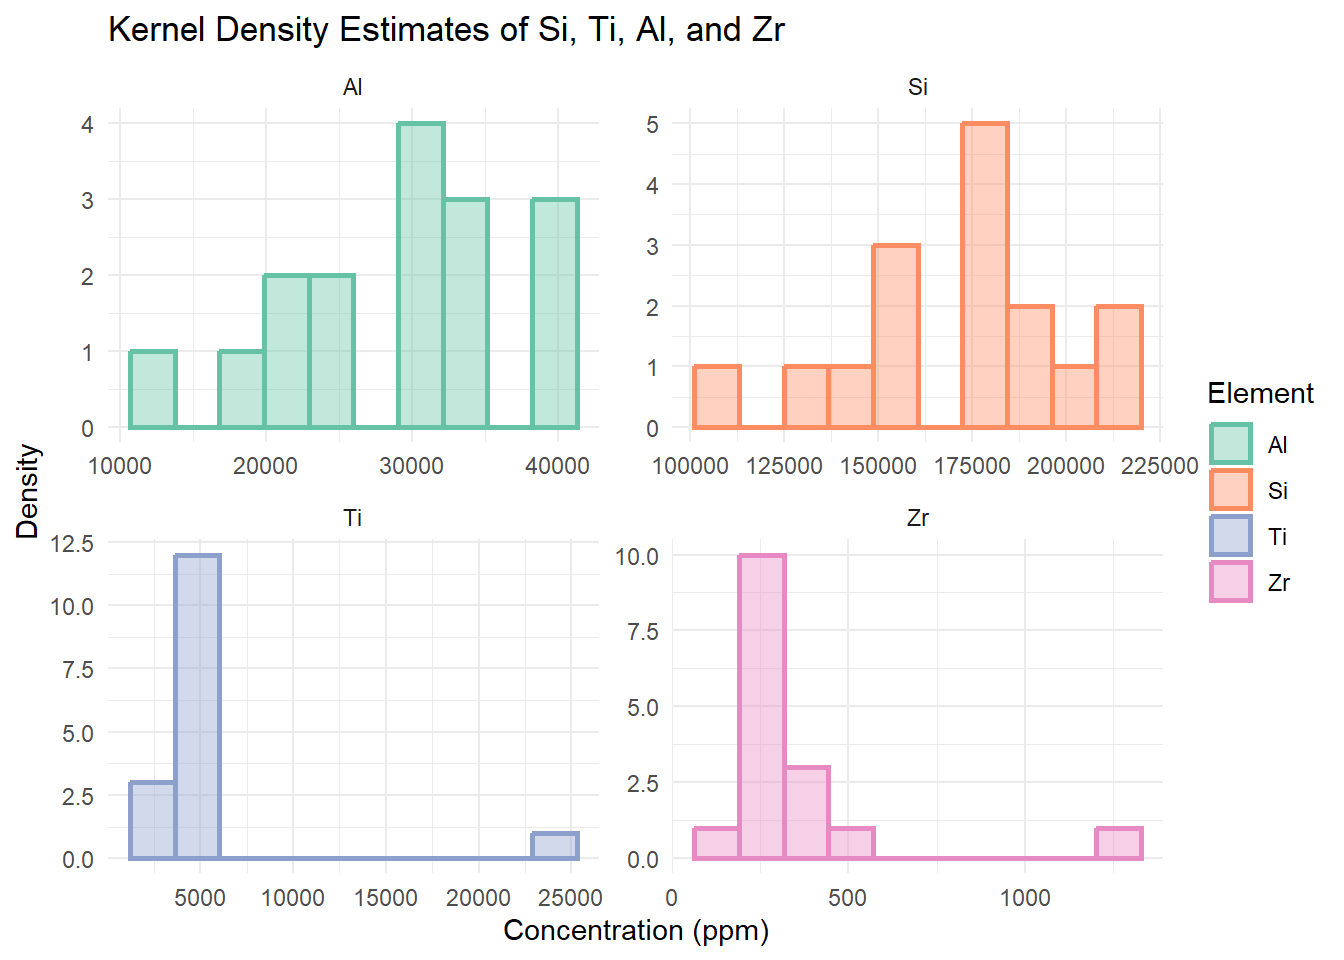 Kernel Density Estimates of Si, Ti, Al, and Zr
Al
Si
4
3
2
1
0
5
4
3
2
1
0
10000 20000 30000 40000
100000 125000 150000 175000 200000 225000
Density
Ti
Zr
12.5
10.0
7.5
5.0
2.5
0.0
10.0
7.5
5.0
2.5
0.0
5000 10000 15000 20000 25000
0 500 1000
Concentration (ppm)
Element
Al
Si
Ti
Zr